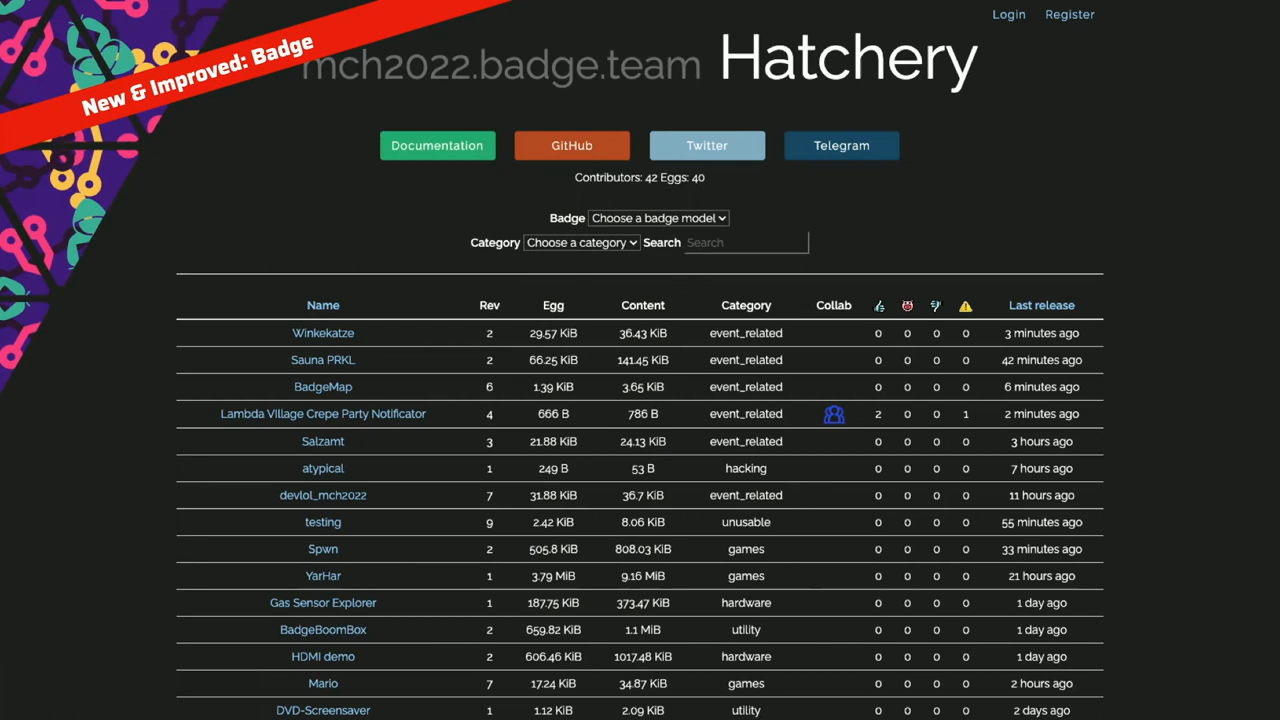 Login Register
New & Improved: Badge
mch2022.badge.team Hatchery
Documentation GitHub Twitter Telegram
Contributors: 42 Eggs: 40
Badge Choose a badge model
Category Choose a category Search Search
Name Rev Egg Content Category Collab Last release
Winkekatze 2 29.57 KiB 36.43 KiB event_related 0 0 0 0 3 minutes ago
Sauna PRKL 2 66.25 KiB 141.45 KiB event_related 0 0 0 0 42 minutes ago
BadgeMap 6 1.39 KiB 3.65 KiB event_related 0 0 0 0 6 minutes ago
Lambda VIllage Crepe Party Notificator 4 666 B 786 B event_related 2 0 0 1 2 minutes ago
Salzamt 3 21.88 KiB 24.13 KiB event_related 0 0 0 0 3 hours ago
atypical 1 249 B 53 B hacking 0 0 0 0 7 hours ago
devlol_mch2022 7 31.88 KiB 36.7 KiB event_related 0 0 0 0 11 hours ago
testing 9 2.42 KiB 8.06 KiB unusable 0 0 0 0 55 minutes ago
Spwn 2 505.8 KiB 808.03 KiB games 0 0 0 0 33 minutes ago
YarHar 1 3.79 MiB 9.16 MiB games 0 0 0 0 21 hours ago
Gas Sensor Explorer 1 187.75 KiB 373.47 KiB hardware 0 0 0 0 1 day ago
BadgeBoomBox 2 659.82 KiB 1.1 MiB utility 0 0 0 0 1 day ago
HDMI demo 2 606.46 KiB 1017.48 KiB hardware 0 0 0 0 1 day ago
Mario 7 17.24 KiB 34.87 KiB games 0 0 0 0 2 hours ago
DVD-Screensaver 1 1.12 KiB 2.09 KiB utility 0 0 0 0 2 days ago